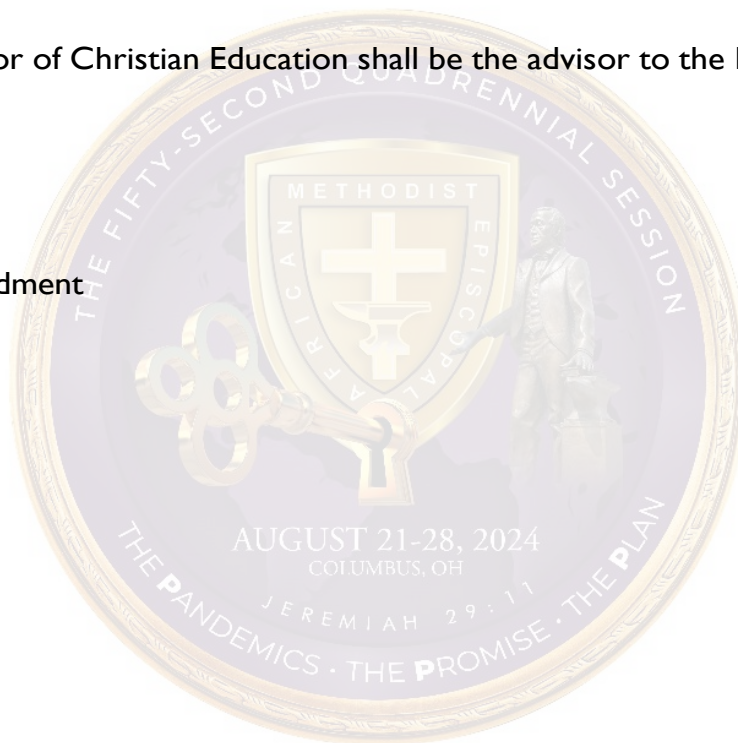 or of Christian Education shall be the advisor to the
dment
THE FIFTY-SECOND QUADRENNIAL SESSION
AFRICAN METHODIST EPISCOPAL
AUGUST 21-28, 2024
COLUMBUS, OH
JEREMIAH 29:11
THE PANDEMICS · THE PROMISE · THE PLAN